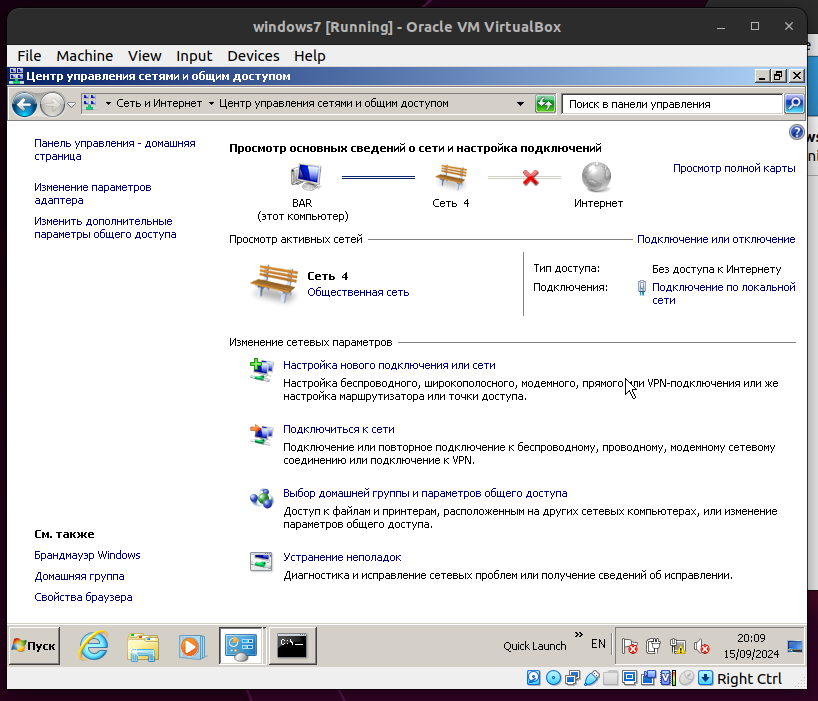 windows7 [Running] - Oracle VM VirtualBox
File Machine View Input Devices Help
Центр управления сетями и общим доступом
Сеть и Интернет Центр управления сетями и общим доступом
Поиск в панели управления
Панель управления - домашняя
страница
Изменение параметров
адаптера
Изменить дополнительные
параметры общего доступа
Просмотр основных сведений о сети и настройка подключений
BAR
(этот компьютер)
Сеть 4
Интернет
Просмотр полной карты
Просмотр активных сетей
Подключение или отключение
Сеть 4
Общественная сеть
Тип доступа: Без доступа к Интернету
Подключения: Подключение по локальной
сети
Изменение сетевых параметров
Настройка нового подключения или сети
Настройка беспроводного, широкополосного, модемного, прямого или VPN-подключения или же
настройка маршрутизатора или точки доступа.
Подключиться к сети
Подключение или повторное подключение к беспроводному, проводному, модемному сетевому
соединению или подключение к VPN.
Выбор домашней группы и параметров общего доступа
Доступ к файлам и принтерам, расположенным на других сетевых компьютерах, или изменение
параметров общего доступа.
Устранение неполадок
Диагностика и исправление сетевых проблем или получение сведений об исправлении.
См. также
Брандмауэр Windows
Домашняя группа
Свойства браузера
Пуск
C:\_
Quick Launch
»
EN
20:09
15/09/2024
Right Ctrl